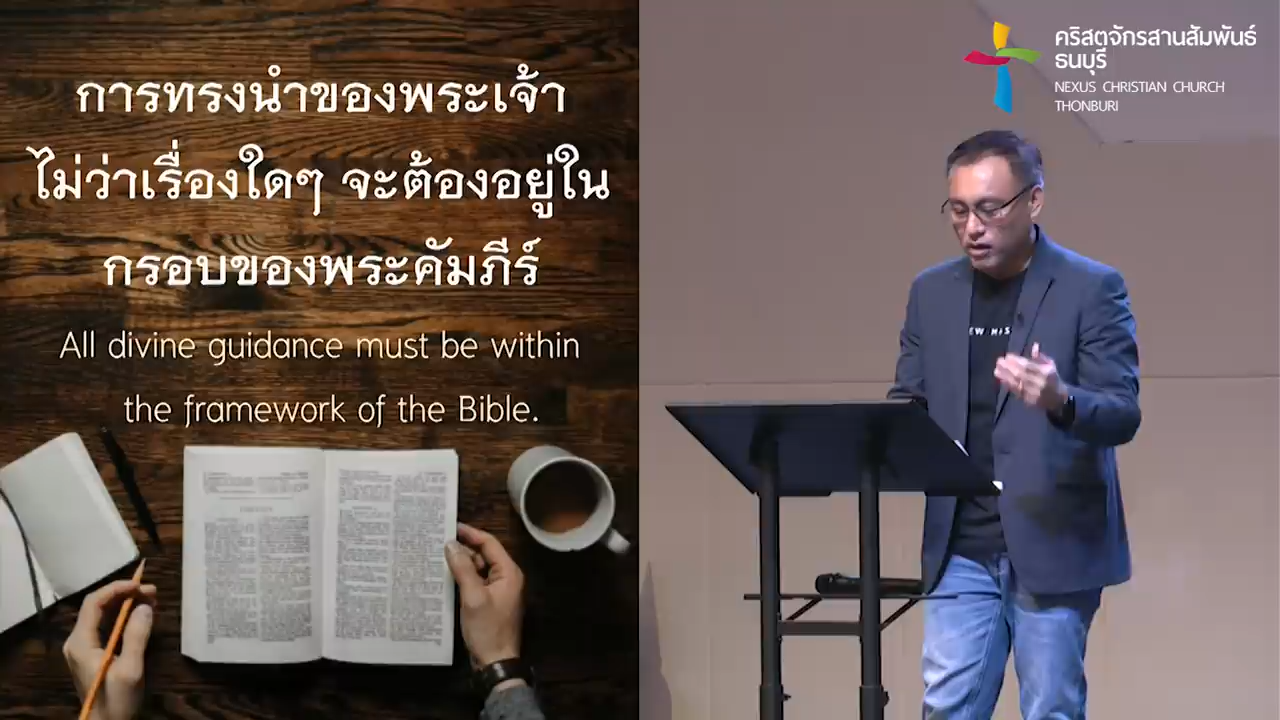 การทรงนำของพระเจ้า
ไม่ว่าเรื่องใดๆ จะต้องอยู่ใน
กรอบของพระคัมภีร์
All divine guidance must be within
the framework of the Bible.
คริสตจักรสานสัมพันธ์
ธนบุรี
NEXUS CHRISTIAN CHURCH
THONBURI